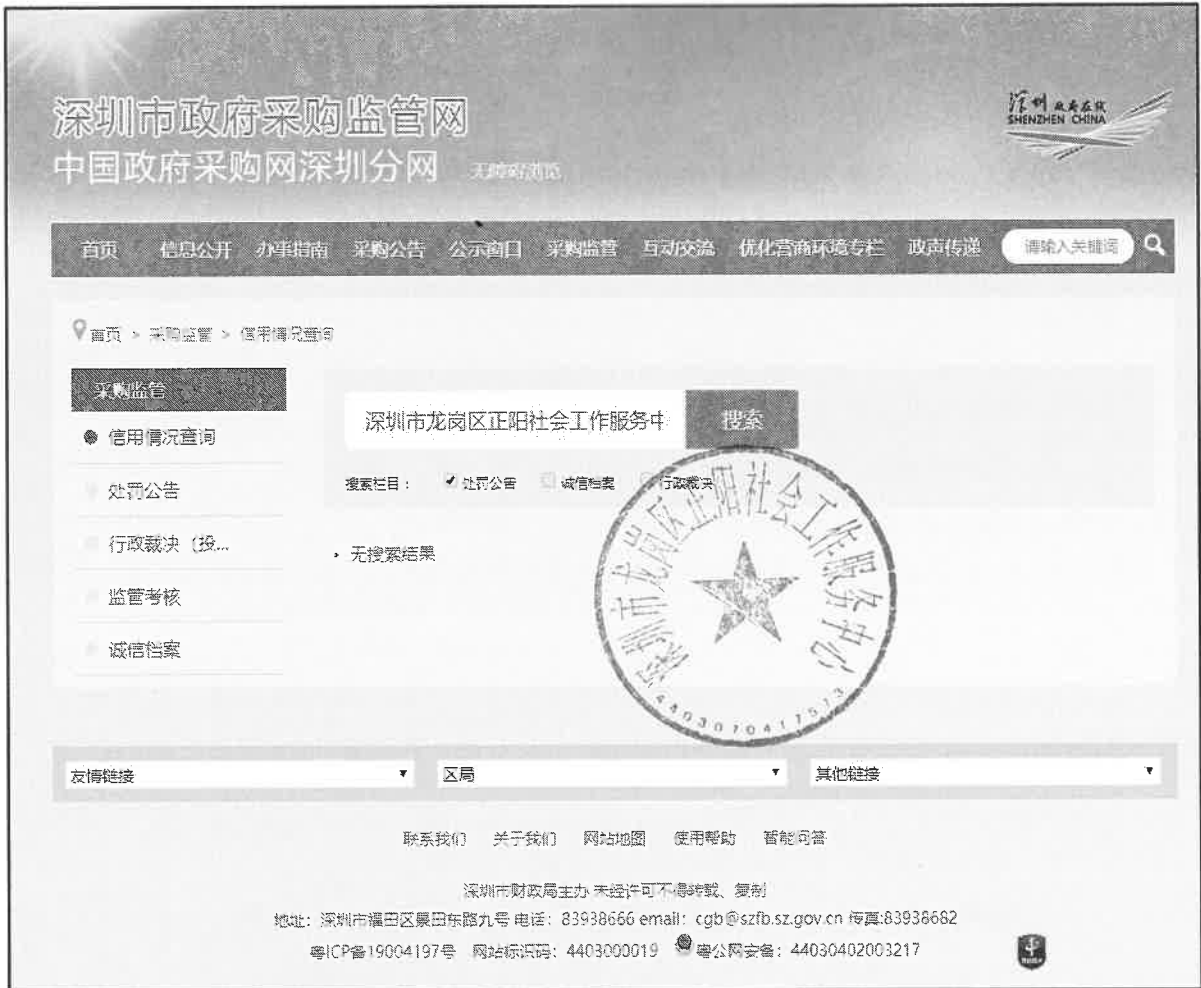 深圳市政府采购监管网
中国政府采购网深圳分网 无障碍浏览
深圳 政府在线
SHENZHEN CHINA
首页 信息公开 办事指南 采购公告 公示窗口 采购监管 互动交流 优化营商环境专栏 政声传递 请输入关键词
首页 > 采购监管 > 信用情况查询
采购监管
信用情况查询
处罚公告
行政裁决（投...
监管考核
诚信档案
深圳市龙岗区正阳社会工作服务中 搜索
搜索栏目： 处罚公告 诚信档案 行政裁决
无搜索结果
深圳市龙岗区正阳社会工作服务中心
4403070417513
友情链接 区局 其他链接
联系我们 关于我们 网站地图 使用帮助 智能问答
深圳市财政局主办 未经许可不得转载、复制
地址：深圳市福田区景田东路九号 电话：83938666 email：cgb@szfb.sz.gov.cn 传真:83938682
粤ICP备19004197号 网站标识码：4403000019 粤公网安备：44030402003217